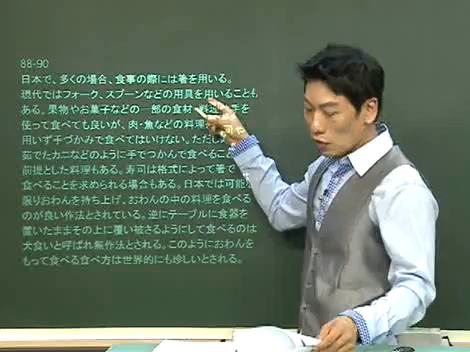 88-90
日本で、多くの場合、食事の際には箸を用いる。
現代ではフォーク、スプーンなどの用具を用いることも
ある。果物やお菓子などの一部の食材・料理は手を
使って食べても良いが、肉・魚などの料理を
用いず手づかみで食べてはいけない。ただし
茹でたカニなどのように手でつかんで食べること
前提とした料理もある。寿司は格式によって箸で
食べることを求められる場合もある。日本では可能
限りおわんを持ち上げ、おわんの中の料理を食べる
のが良い作法とされている。逆にテーブルに食器を
置いたままその上に覆い被さるようにして食べるのは
犬食いと呼ばれ無作法とされる。このようにおわんを
もって食べる食べ方は世界的にも珍しいとされる。